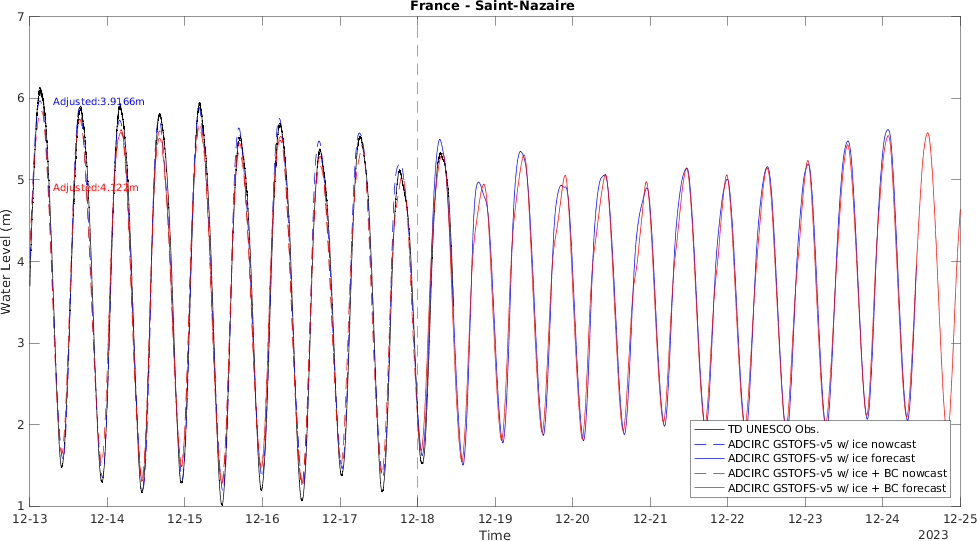 France - Saint-Nazaire
7
6
5
4
3
2
1
Water Level (m)
Adjusted:3.9166m
Adjusted:4.122m
TD UNESCO Obs.
ADCIRC GSTOFS-v5 w/ ice nowcast
ADCIRC GSTOFS-v5 w/ ice forecast
ADCIRC GSTOFS-v5 w/ ice + BC nowcast
ADCIRC GSTOFS-v5 w/ ice + BC forecast
12-13 12-14 12-15 12-16 12-17 12-18 12-19 12-20 12-21 12-22 12-23 12-24 12-25
Time
2023